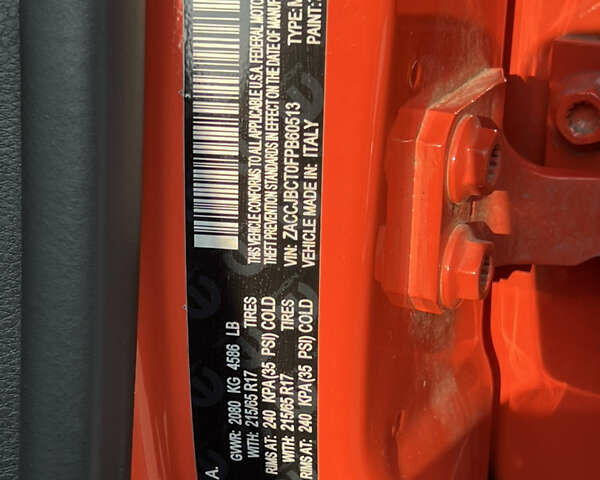 A.
GVWR: 2080 KG 4586 LB
WITH: 215/65 R17 TIRES
RIMS AT: 240 KPA(35 PSI) COLD
WITH: 215/65 R17 TIRES
RIMS AT: 240 KPA(35 PSI) COLD
THIS VEHICLE CONFORMS TO ALL APPLICABLE U.S.A. FEDERAL
THEFT PREVENTION STANDARDS IN EFFECT ON THE DATE OF
VIN: ZACCJBCT0FPB60513
VEHICLE MADE IN: ITALY
TYPE:
PAINT: